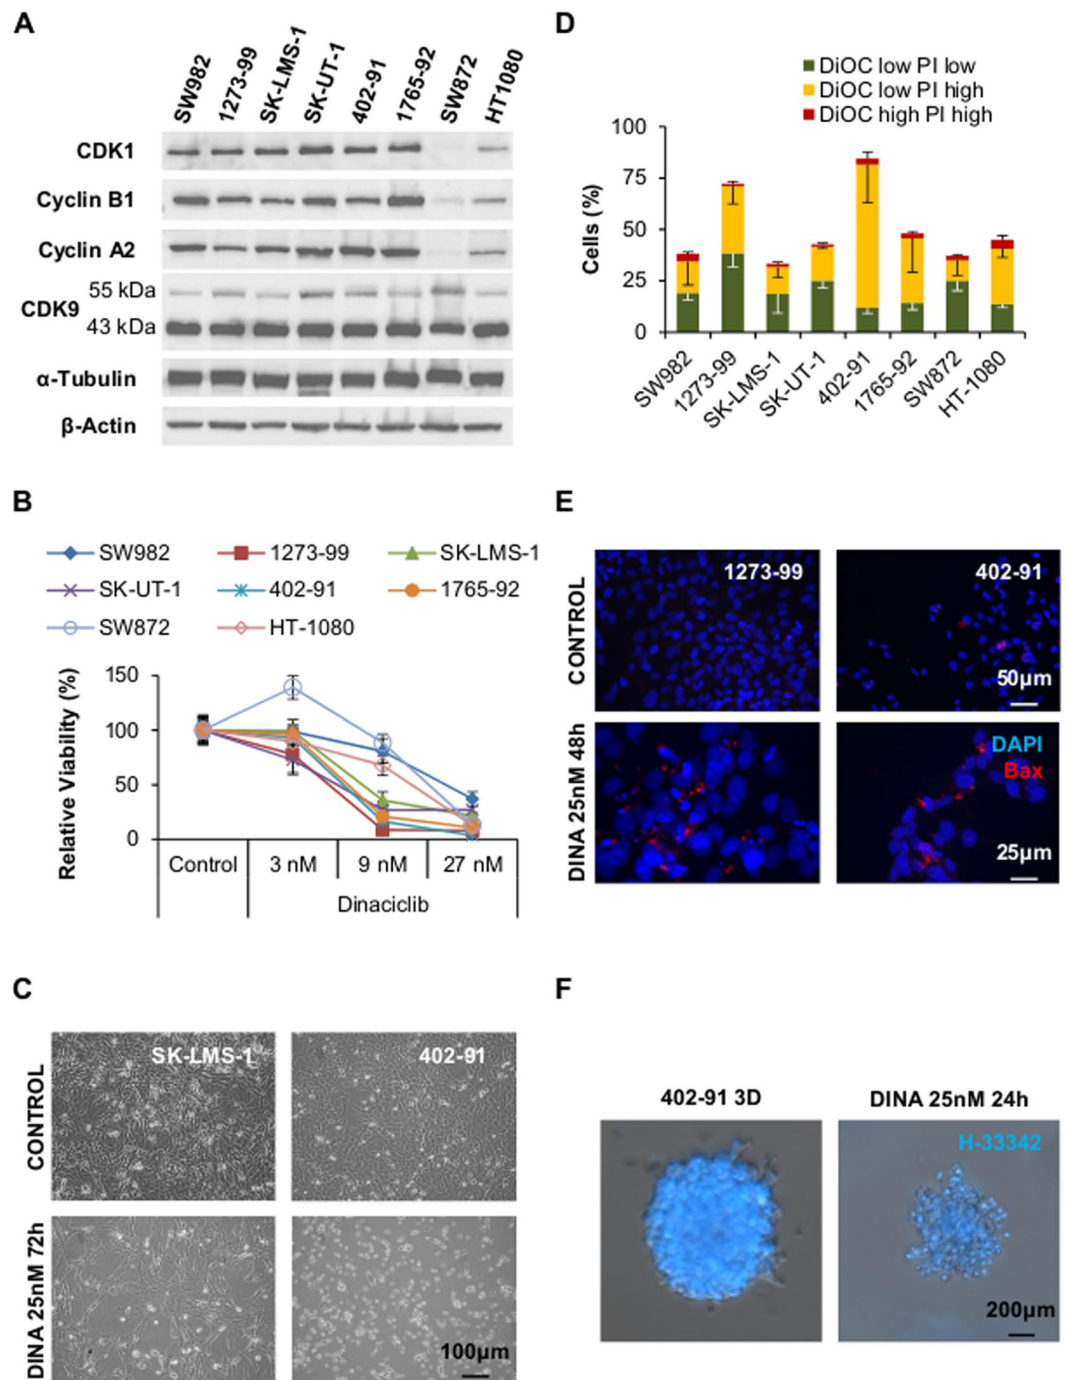 A
SW982
1273-99
SK-LMS-1
SK-UT-1
402-91
1765-92
SW872
HT1080
CDK1
Cyclin B1
Cyclin A2
CDK9
55 kDa
43 kDa
α-Tubulin
β-Actin
B
SW982
1273-99
SK-LMS-1
SK-UT-1
402-91
1765-92
SW872
HT-1080
Relative Viability (%)
150
100
50
0
Control
3 nM
9 nM
27 nM
Dinaciclib
C
CONTROL
SK-LMS-1
402-91
DINA 25nM 72h
100µm
D
DiOC low PI low
DiOC low PI high
DiOC high PI high
Cells (%)
100
75
50
25
0
SW982
1273-99
SK-LMS-1
SK-UT-1
402-91
1765-92
SW872
HT-1080
E
CONTROL
1273-99
402-91
50µm
DINA 25nM 48h
DAPI
Bax
25µm
F
402-91 3D
DINA 25nM 24h
H-33342
200µm